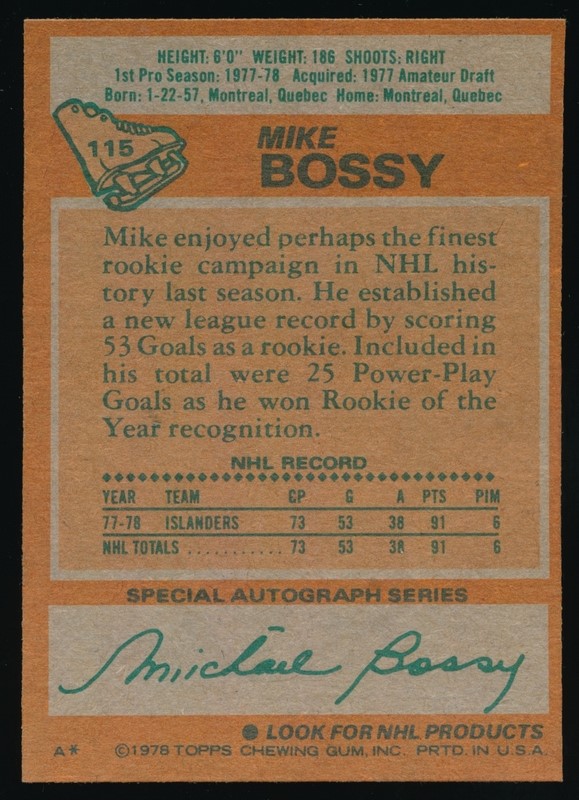 HEIGHT: 6'0" WEIGHT: 186 SHOOTS: RIGHT
1st Pro Season: 1977-78 Acquired: 1977 Amateur Draft
Born: 1-22-57, Montreal, Quebec Home: Montreal, Quebec
115
MIKE
BOSSY
Mike enjoyed perhaps the finest
rookie campaign in NHL his-
tory last season. He established
a new league record by scoring
53 Goals as a rookie. Included in
his total were 25 Power-Play
Goals as he won Rookie of the
Year recognition.
NHL RECORD
YEAR TEAM GP G A PTS PIM
77-78 ISLANDERS 73 53 38 91 6
NHL TOTALS ........... 73 53 38 91 6
SPECIAL AUTOGRAPH SERIES
Michael Bossy
LOOK FOR NHL PRODUCTS
A* ©1978 TOPPS CHEWING GUM, INC. PRTD. IN U.S.A.